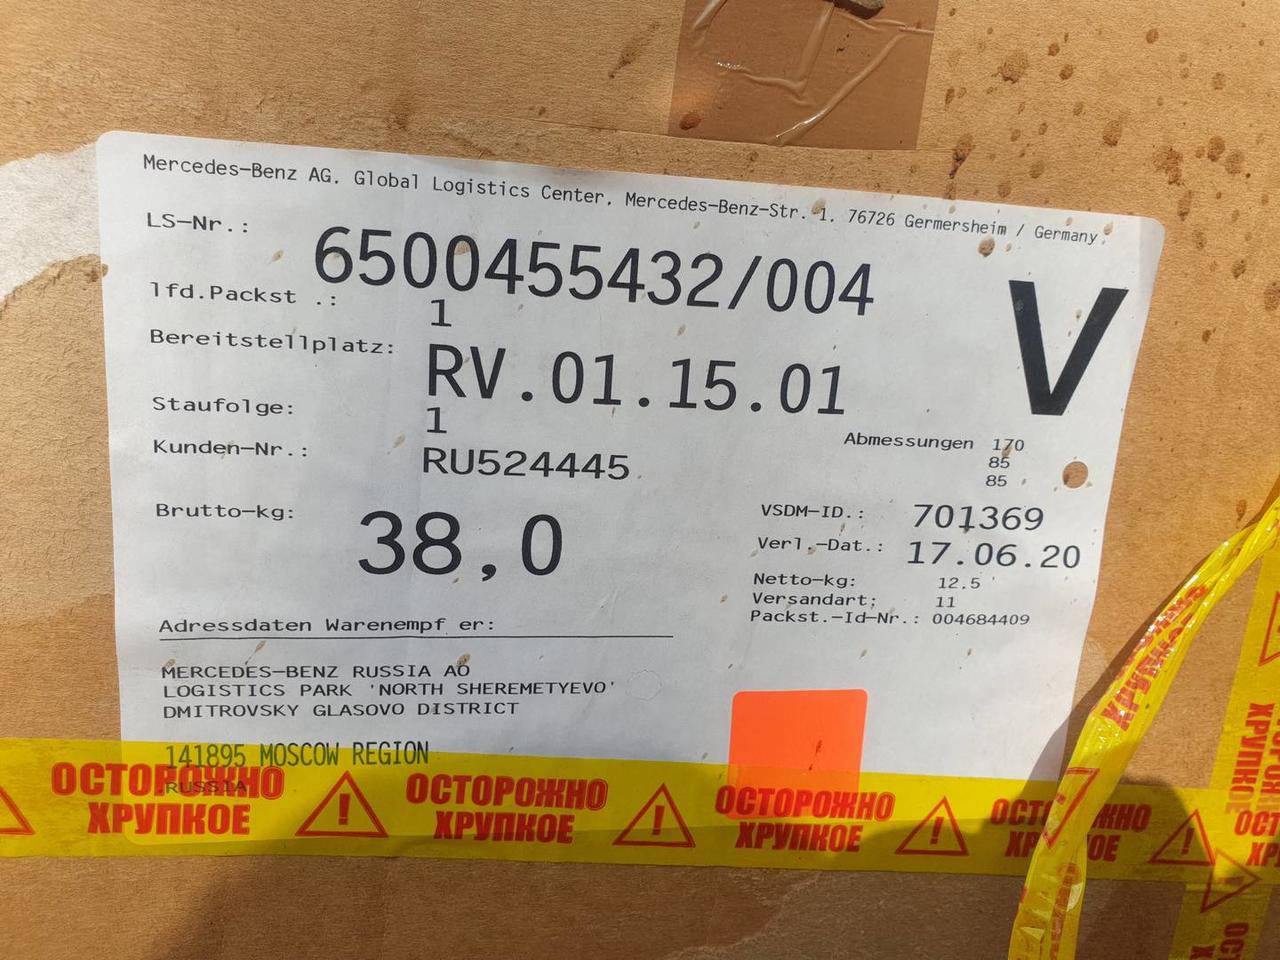 Mercedes-Benz AG. Global Logistics Center. Mercedes-Benz-Str. 1. 76726 Germersheim / Germany.
LS-Nr.: 6500455432/004
lfd.Packst .: 1
V
Bereitstellplatz: RV.01.15.01
Staufolge: 1
Abmessungen 170
85
85
Kunden-Nr.: RU524445
Brutto-kg: 38,0
VSDM-ID.: 701369
Verl.-Dat.: 17.06.20
Netto-kg: 12.5
Versandart: 11
Packst.-Id-Nr.: 004684409
Adressdaten Warenempf er:
MERCEDES-BENZ RUSSIA AO
LOGISTICS PARK 'NORTH SHEREMETYEVO'
DMITROVSKY GLASOVO DISTRICT
141895 MOSCOW REGION
RUSSIA
ОСТОРОЖНО ХРУПКОЕ
ОСТОРОЖНО ХРУПКОЕ
ОСТОРОЖНО ХРУПКОЕ